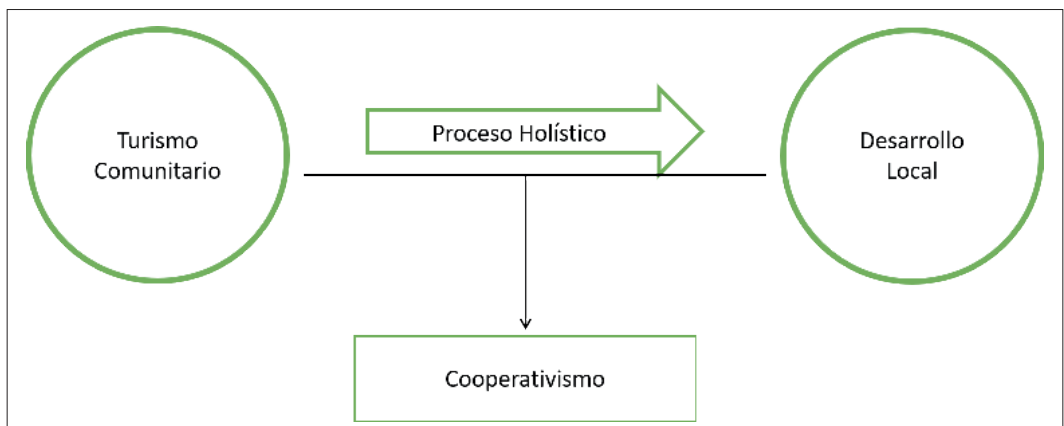 Turismo
Comunitario
Proceso Holístico
Desarrollo
Local
Cooperativismo